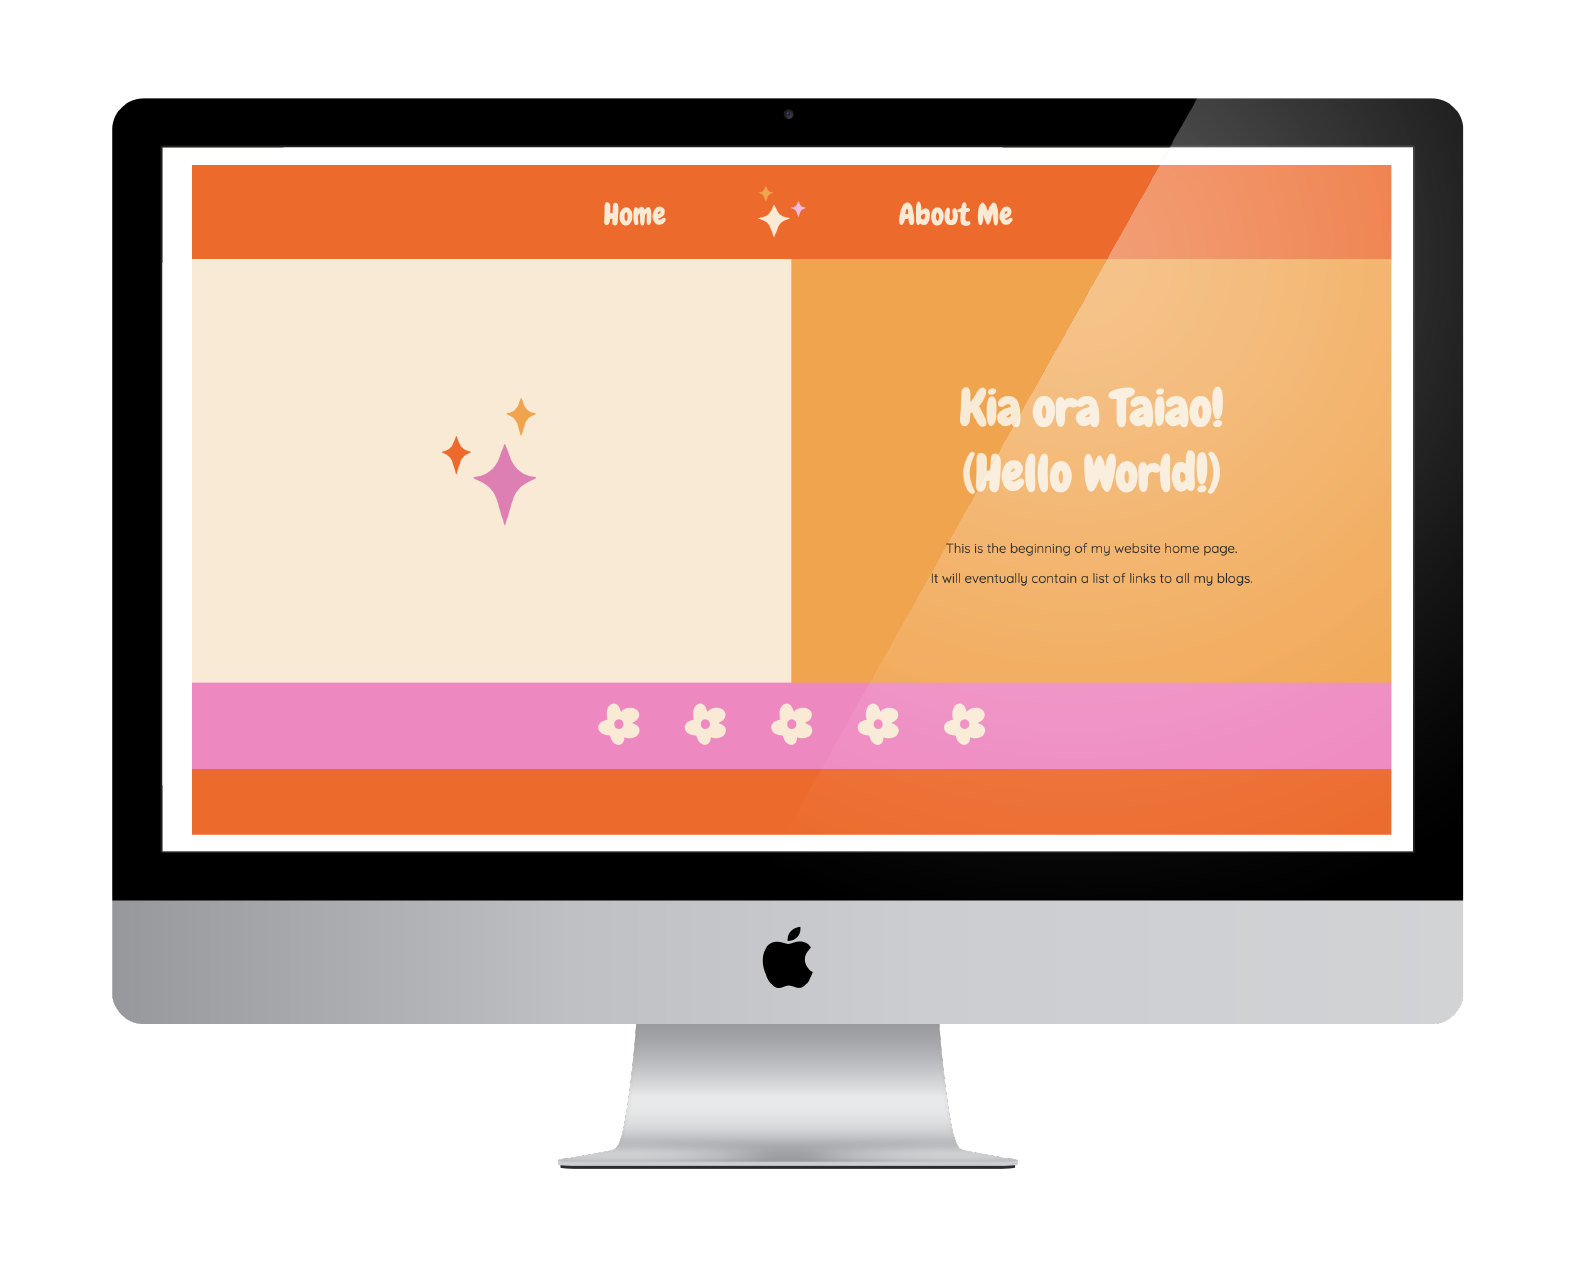 Home
About Me
Kia ora Taiao!
(Hello World!)
This is the beginning of my website home page.
It will eventually contain a list of links to all my blogs.